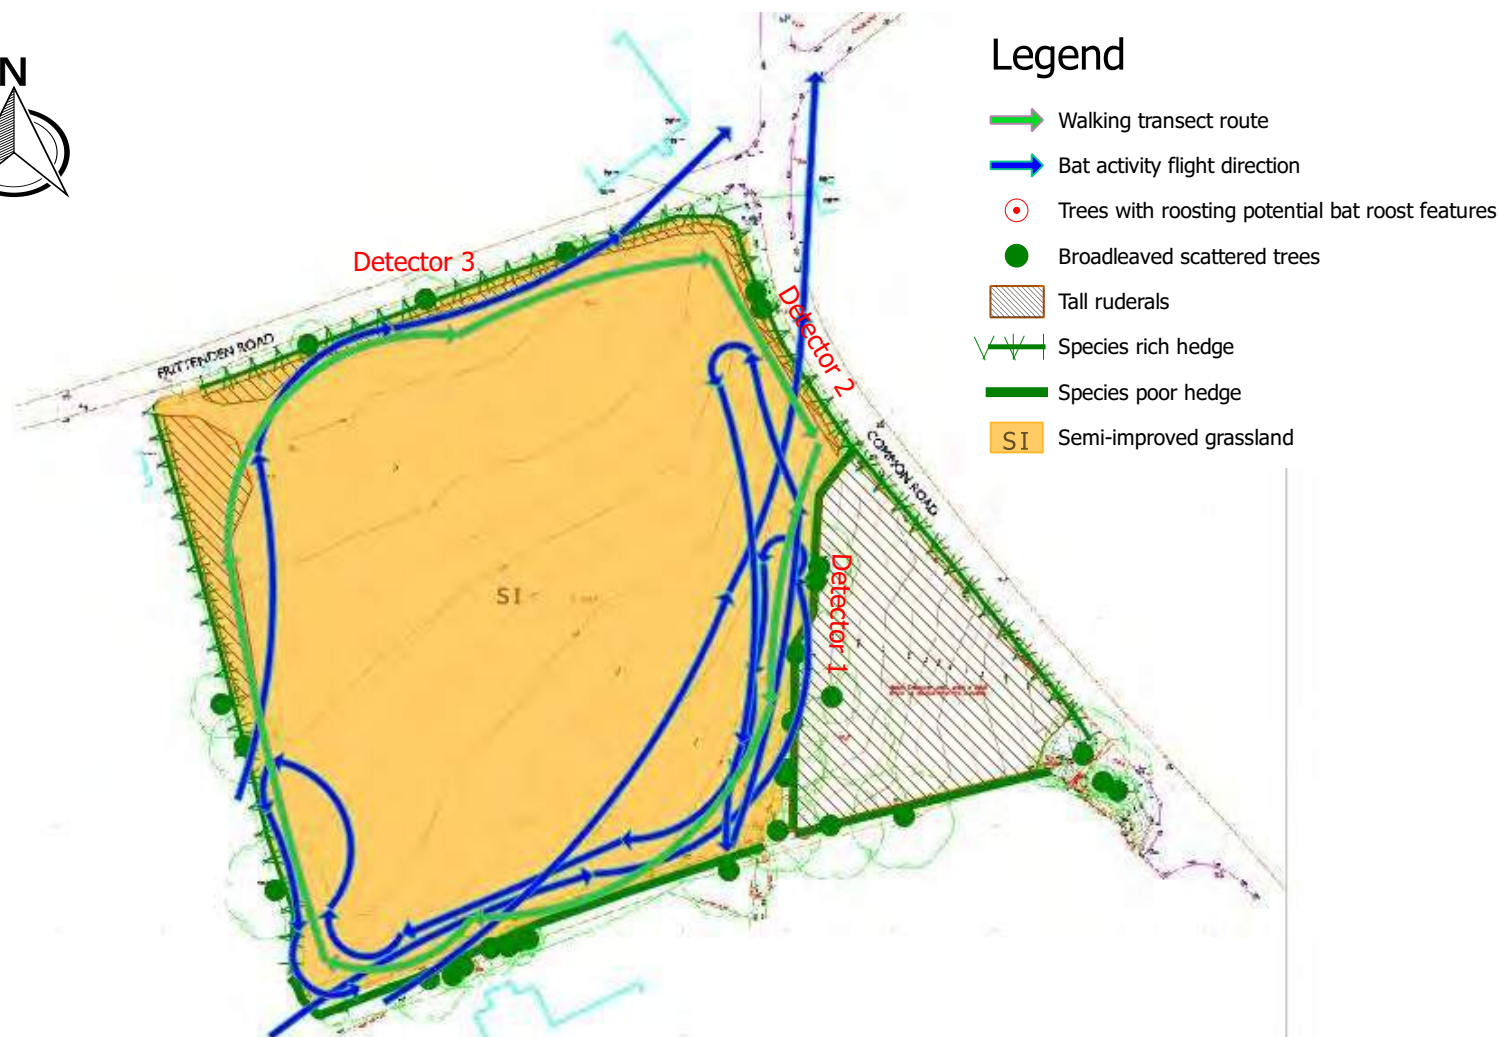 N
Legend
Walking transect route
Bat activity flight direction
Trees with roosting potential bat roost features
Broadleaved scattered trees
Tall ruderals
Species rich hedge
Species poor hedge
SI
Semi-improved grassland
Detector 3
Detector 2
FRITTENDEN ROAD
COMMON ROAD
Detector 1
SI